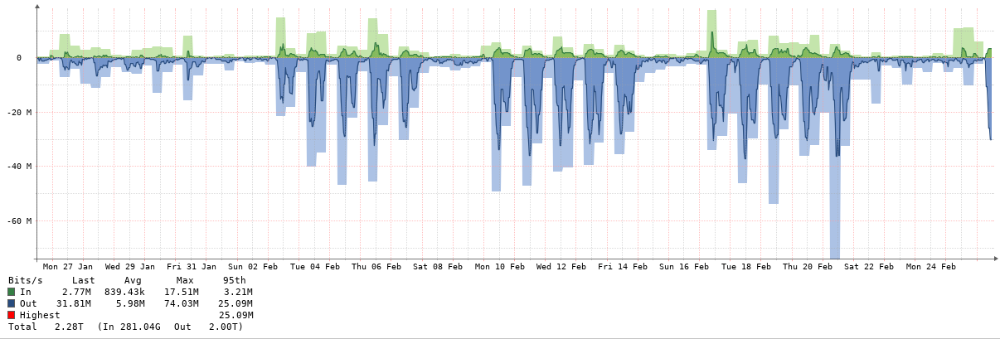 0
-20 M
-40 M
-60 M
Mon 27 Jan Wed 29 Jan Fri 31 Jan Sun 02 Feb Tue 04 Feb Thu 06 Feb Sat 08 Feb Mon 10 Feb Wed 12 Feb Fri 14 Feb Sun 16 Feb Tue 18 Feb Thu 20 Feb Sat 22 Feb Mon 24 Feb
Bits/s Last Avg Max 95th
In 2.77M 839.43k 17.51M 3.21M
Out 31.81M 5.98M 74.03M 25.09M
Highest 25.09M
Total 2.28T (In 281.04G Out 2.00T)